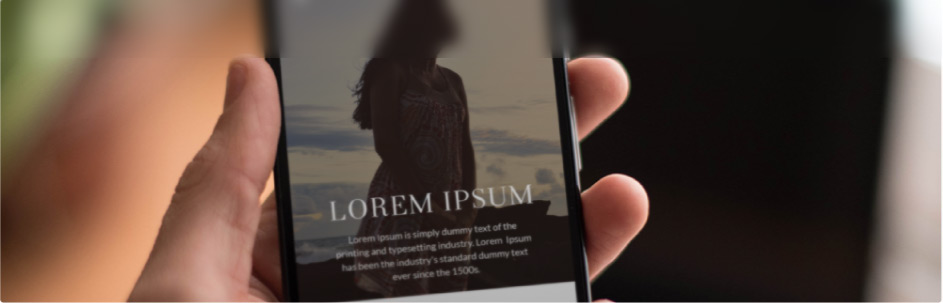 LOREM IPSUM
Lorem Ipsum is simply dummy text of the
printing and typesetting industry. Lorem Ipsum
has been the industry's standard dummy text
ever since the 1500s.